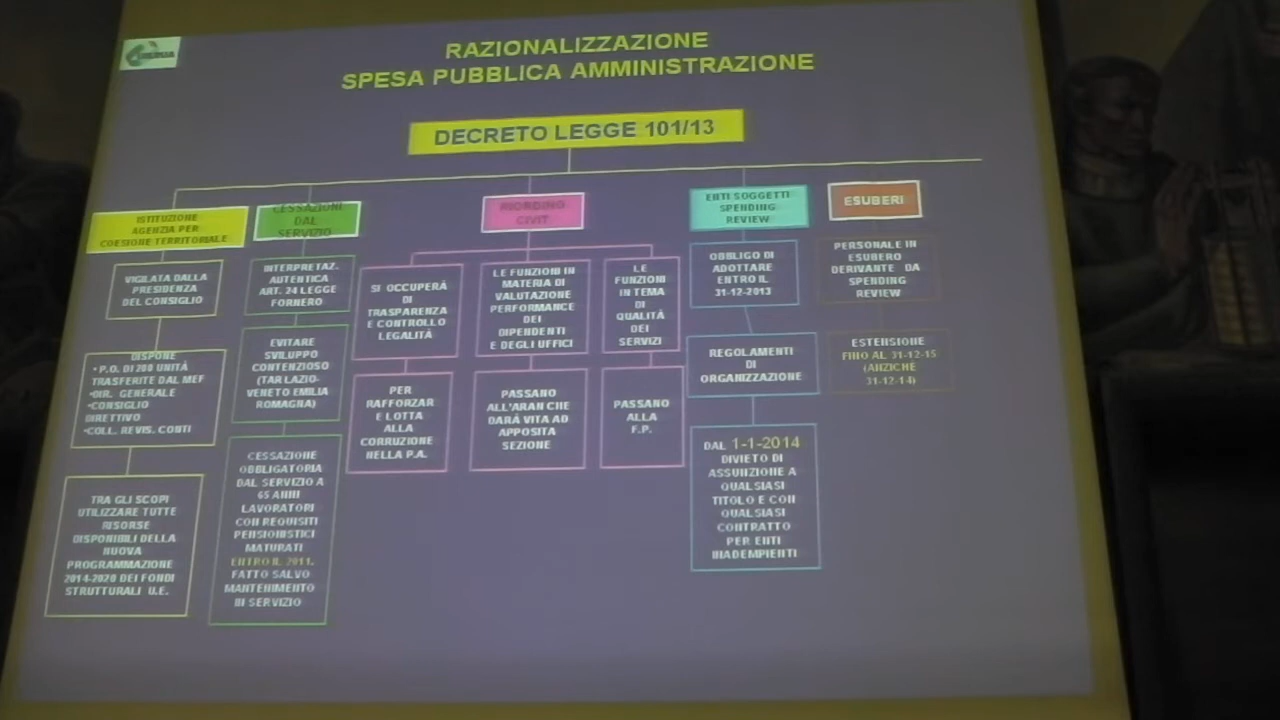 RAZIONALIZZAZIONE
SPESA PUBBLICA AMMINISTRAZIONE
DECRETO LEGGE 101/13
ISTITUZIONE
AGENZIA PER
COESIONE TERRITORIALE
VIGILATA DALLA
PRESIDENZA
DEL CONSIGLIO
DISPONE
• P.O. DI 200 UNITÀ
TRASFERITE DAL MEF
•DIR. GENERALE
•CONSIGLIO
DIRETTIVO
•COLL. REVIS. CONTI
TRA GLI SCOPI
UTILIZZARE TUTTE
RISORSE
DISPONIBILI DELLA
NUOVA
PROGRAMMAZIONE
2014-2020 DEI FONDI
STRUTTURALI U.E.
CESSAZIONI
DAL
SERVIZIO
INTERPRETAZ.
AUTENTICA
ART. 24 LEGGE
FORNERO
EVITARE
SVILUPPO
CONTENZIOSO
(TAR LAZIO-
VENETO EMILIA
ROMAGNA)
CESSAZIONE
OBBLIGATORIA
DAL SERVIZIO A
65 ANNI
LAVORATORI
CON REQUISITI
PENSIONISTICI
MATURATI
ENTRO IL 2011.
FATTO SALVO
MANTENIMENTO
IN SERVIZIO
RIORDINO
CIVIT
SI OCCUPERÀ
DI
TRASPARENZA
E CONTROLLO
LEGALITÀ
PER
RAFFORZAR
E LOTTA
ALLA
CORRUZIONE
NELLA P.A.
LE FUNZIONI IN
MATERIA DI
VALUTAZIONE
PERFORMANCE
DEI
DIPENDENTI
E DEGLI UFFICI
PASSANO
ALL'ARAN CHE
DARÀ VITA AD
APPOSITA
SEZIONE
LE
FUNZIONI
IN TEMA
DI
QUALITÀ
DEI
SERVIZI
PASSANO
ALLA
F.P.
ENTI SOGGETTI
SPENDING
REVIEW
OBBLIGO DI
ADOTTARE
ENTRO IL
31-12-2013
REGOLAMENTI
DI
ORGANIZZAZIONE
DAL 1-1-2014
DIVIETO DI
ASSUNZIONE A
QUALSIASI
TITOLO E CON
QUALSIASI
CONTRATTO
PER ENTI
INADEMPIENTI
ESUBERI
PERSONALE IN
ESUBERO
DERIVANTE DA
SPENDING
REVIEW
ESTENSIONE
FINO AL 31-12-15
(ANZICHE
31-12-14)